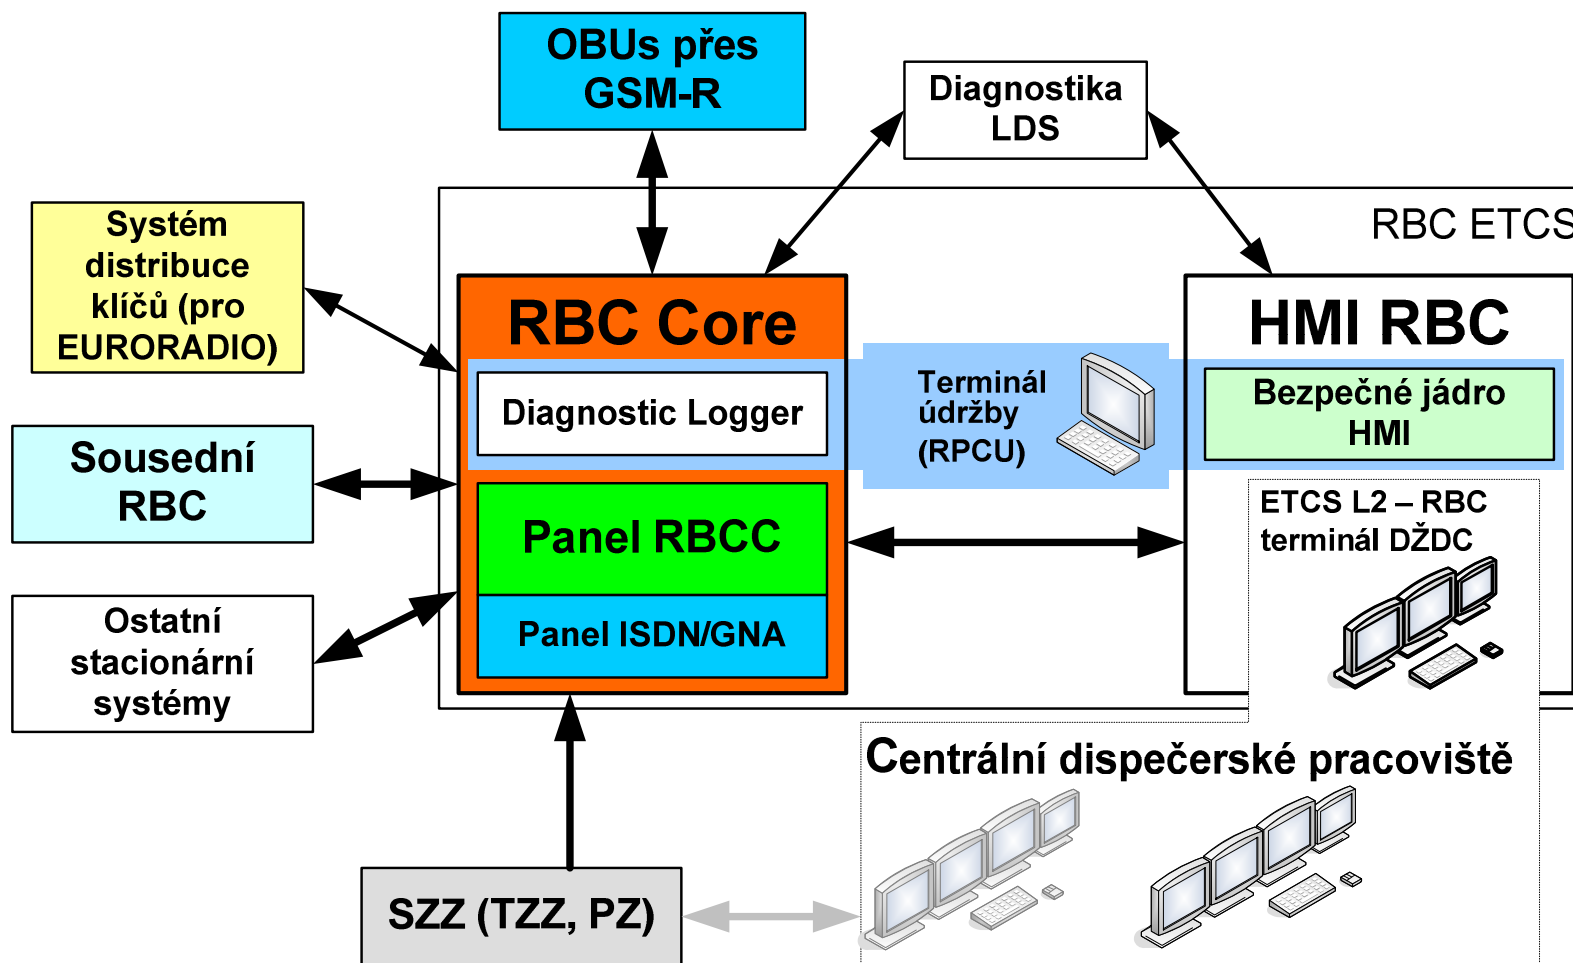 OBUs přes
GSM-R
Diagnostika
LDS
RBC ETCS
Systém
distribuce
klíčů (pro
EURORADIO)
RBC Core
HMI RBC
Diagnostic Logger
Terminál
údržby
(RPCU)
Bezpečné jádro
HMI
Sousední
RBC
Panel RBCC
ETCS L2 – RBC
terminál DŽDC
Ostatní
stacionární
systémy
Panel ISDN/GNA
Centrální dispečerské pracoviště
SZZ (TZZ, PZ)